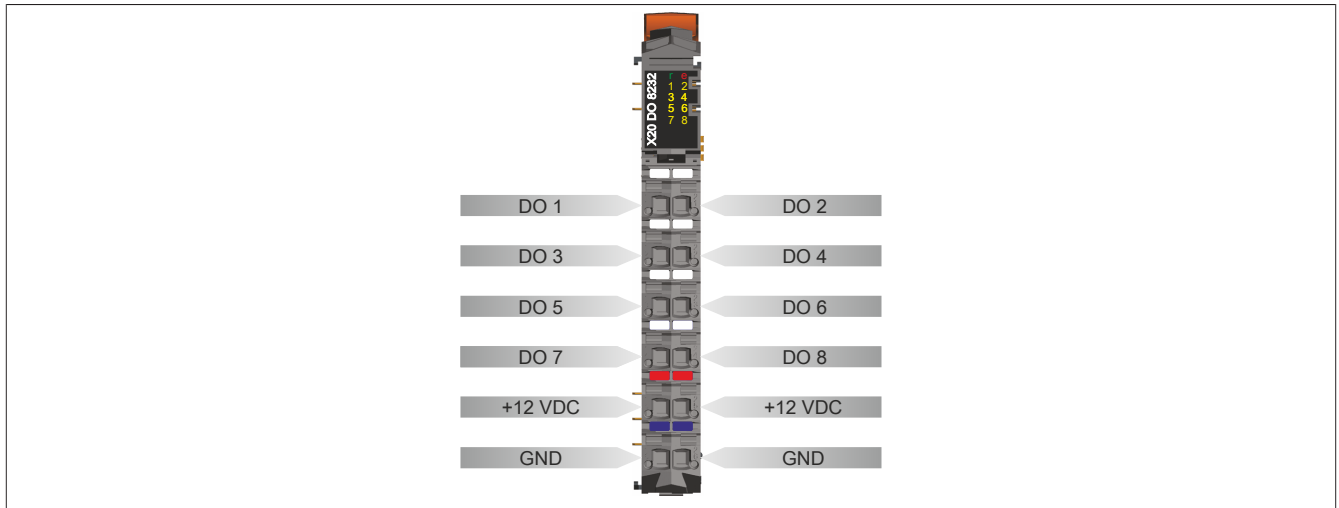 X20 DO 8232
r e
1 2
3 4
5 6
7 8
DO 1 DO 2
DO 3 DO 4
DO 5 DO 6
DO 7 DO 8
+12 VDC +12 VDC
GND GND